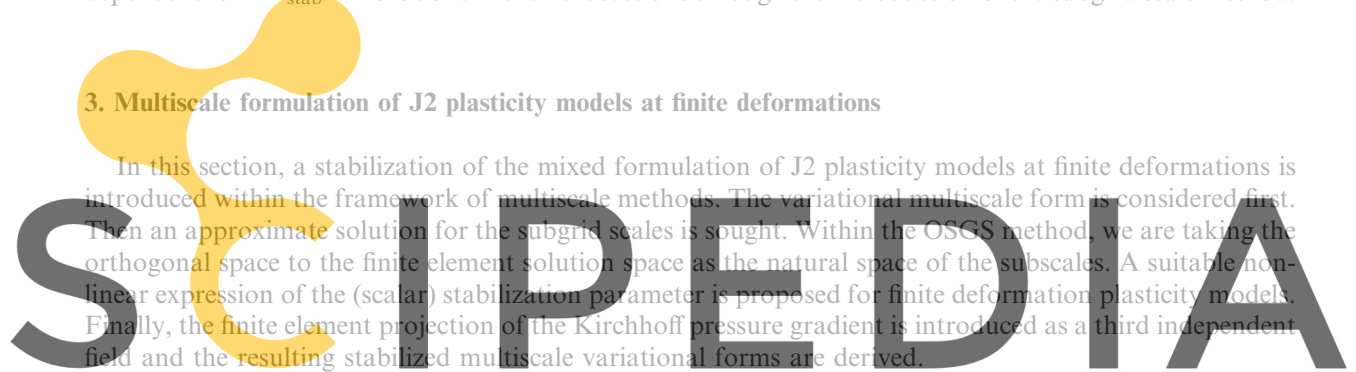 stab
3. Multiscale formulation of J2 plasticity models at finite deformations
In this section, a stabilization of the mixed formulation of J2 plasticity models at finite deformations is
introduced within the framework of multiscale methods. The variational multiscale form is considered first.
Then an approximate solution for the subgrid scales is sought. Within the OSGS method, we are taking the
orthogonal space to the finite element solution space as the natural space of the subscales. A suitable non-
linear expression of the (scalar) stabilization parameter is proposed for finite deformation plasticity models.
Finally, the finite element projection of the Kirchhoff pressure gradient is introduced as a third independent
field and the resulting stabilized multiscale variational forms are derived.
SCIPEDIA